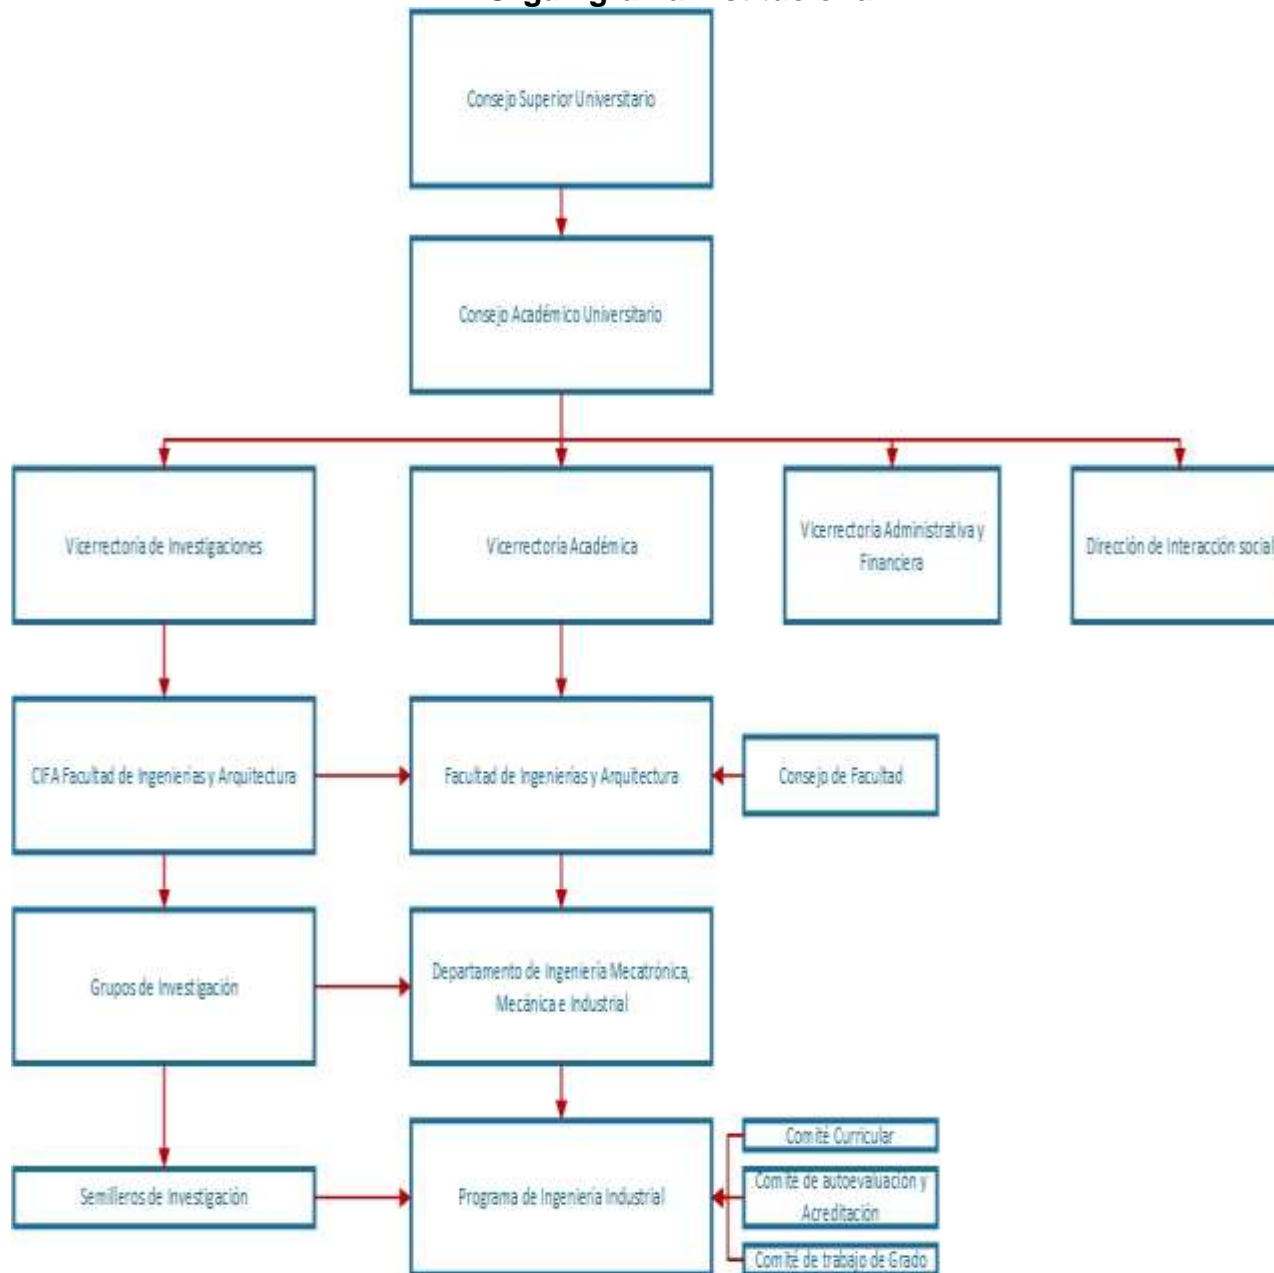 Consejo Superior Universitario
Consejo Académico Universitario
Vicerrectoría de Investigaciones
Vicerrectoría Académica
Vicerrectoría Administrativa y
Financiera
Dirección de Interacción social
CIFA Facultad de Ingenierías y Arquitectura
Facultad de Ingenierías y Arquitectura
Consejo de Facultad
Grupos de Investigación
Departamento de Ingeniería Mecatrónica,
Mecánica e Industrial
Semilleros de Investigación
Programa de Ingeniería Industrial
Comité Curricular
Comité de autoevaluación y
Acreditación
Comité de trabajo de Grado